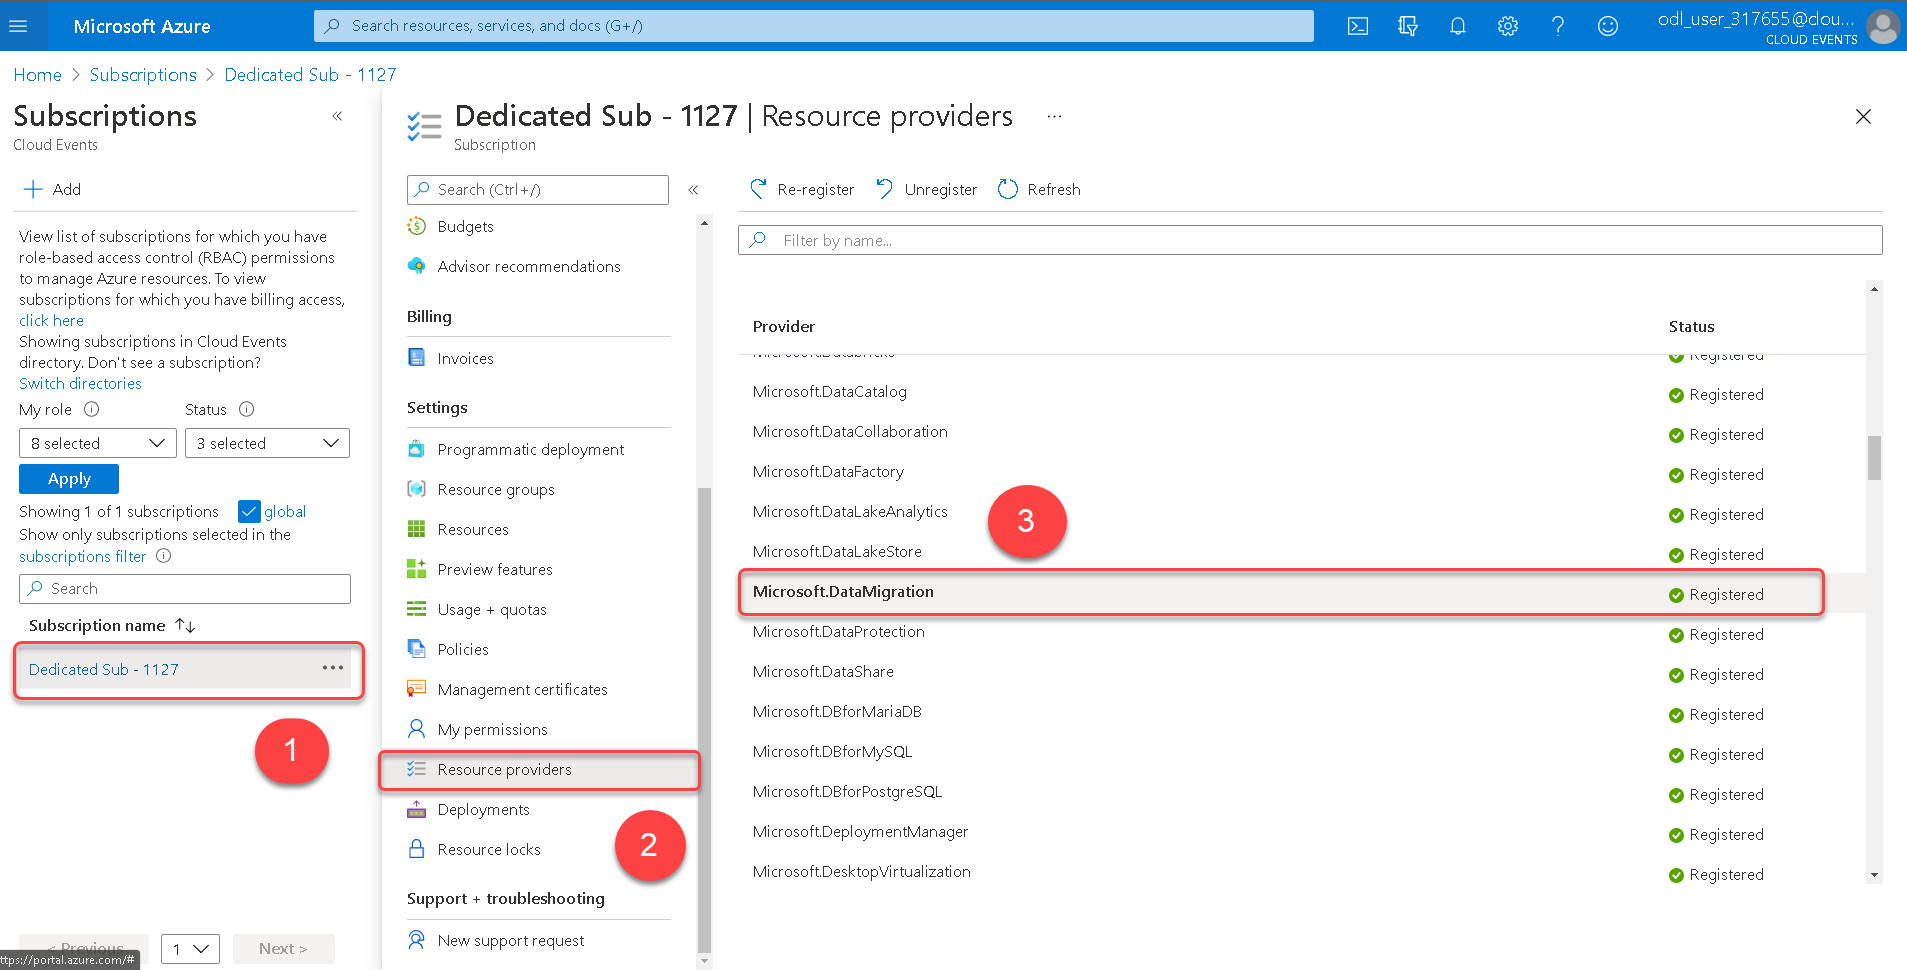 Microsoft Azure
Search resources, services, and docs (G+/)
odl_user_317655@clou...
CLOUD EVENTS
Home > Subscriptions > Dedicated Sub - 1127
Subscriptions
«
Cloud Events
+ Add
View list of subscriptions for which you have
role-based access control (RBAC) permissions
to manage Azure resources. To view
subscriptions for which you have billing access,
click here
Showing subscriptions in Cloud Events
directory. Don't see a subscription?
Switch directories
My role
Status
8 selected
3 selected
Apply
Showing 1 of 1 subscriptions
global
Show only subscriptions selected in the
subscriptions filter
Search
Subscription name ↑↓
Dedicated Sub - 1127
...
1
< Previous
1
Next >
ttps://portal.azure.com/#
Dedicated Sub - 1127 | Resource providers
...
Subscription
Search (Ctrl+/)
«
Budgets
Advisor recommendations
Billing
Invoices
Settings
Programmatic deployment
Resource groups
Resources
Preview features
Usage + quotas
Policies
Management certificates
My permissions
Resource providers
Deployments
2
Resource locks
Support + troubleshooting
New support request
Re-register
Unregister
Refresh
Filter by name...
Provider
Status
Microsoft.Databricks
Registered
Microsoft.DataCatalog
Registered
Microsoft.DataCollaboration
Registered
Microsoft.DataFactory
Registered
Microsoft.DataLakeAnalytics
Registered
3
Microsoft.DataLakeStore
Registered
Microsoft.DataMigration
Registered
Microsoft.DataProtection
Registered
Microsoft.DataShare
Registered
Microsoft.DBforMariaDB
Registered
Microsoft.DBforMySQL
Registered
Microsoft.DBforPostgreSQL
Registered
Microsoft.DeploymentManager
Registered
Microsoft.DesktopVirtualization
Registered